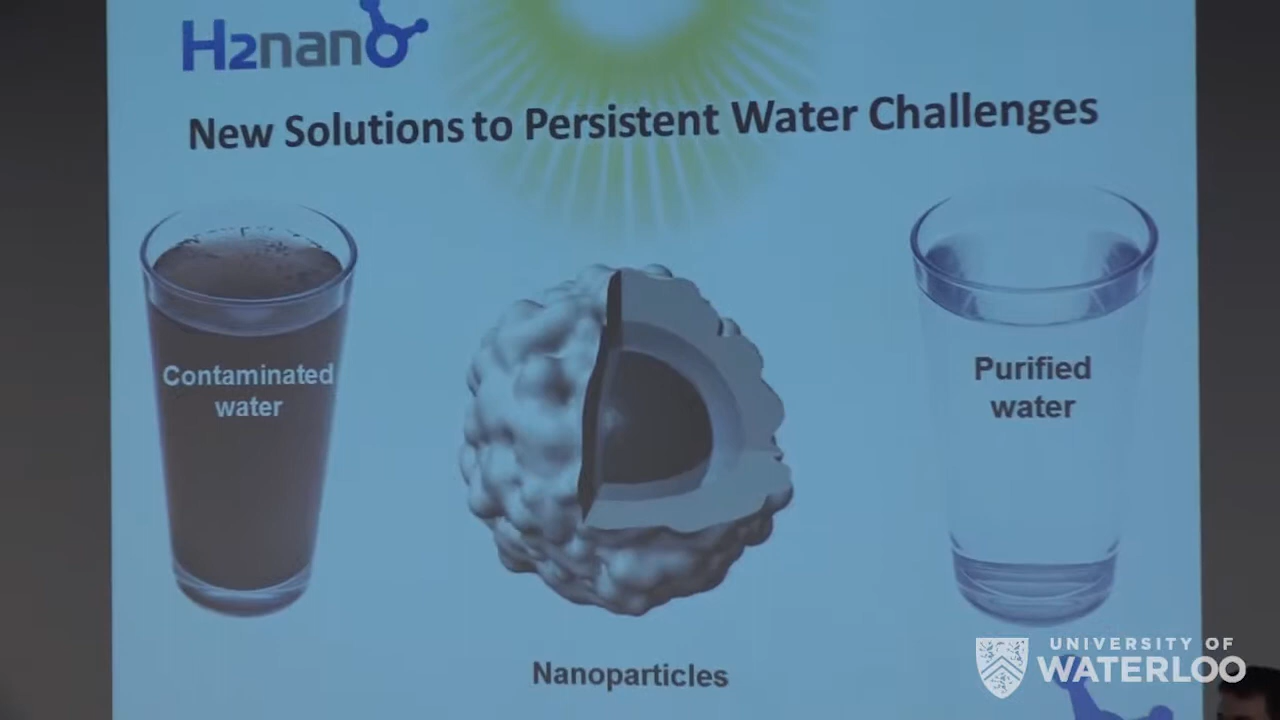 H2nano
New Solutions to Persistent Water Challenges
Contaminated
water
Purified
water
Nanoparticles
UNIVERSITY OF
WATERLOO